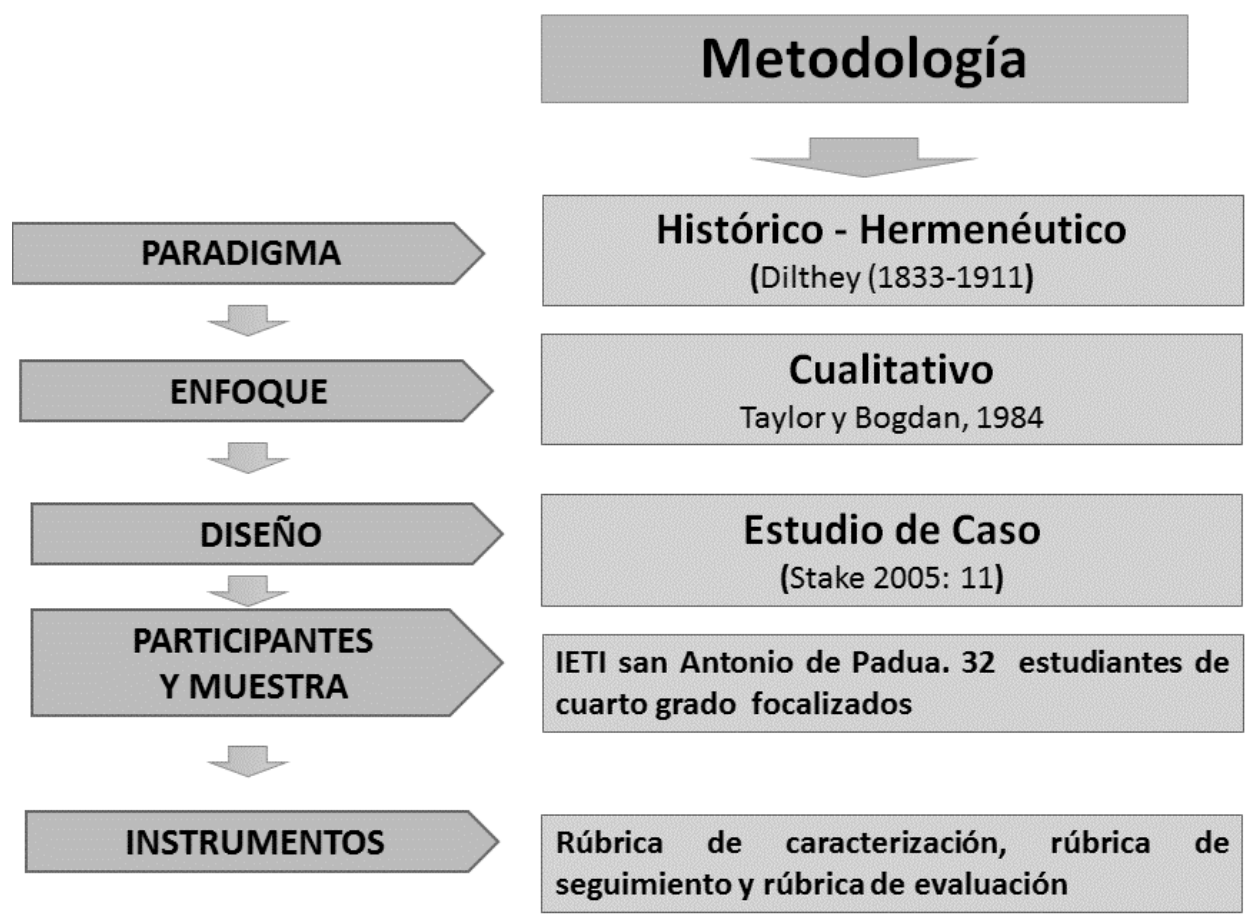 Metodología
PARADIGMA
Histórico - Hermenéutico
(Dilthey (1833-1911)
ENFOQUE
Cualitativo
Taylor y Bogdan, 1984
DISEÑO
Estudio de Caso
(Stake 2005: 11)
PARTICIPANTES
Y MUESTRA
IETI san Antonio de Padua. 32 estudiantes de
cuarto grado focalizados
INSTRUMENTOS
Rúbrica de caracterización, rúbrica de
seguimiento y rúbrica de evaluación